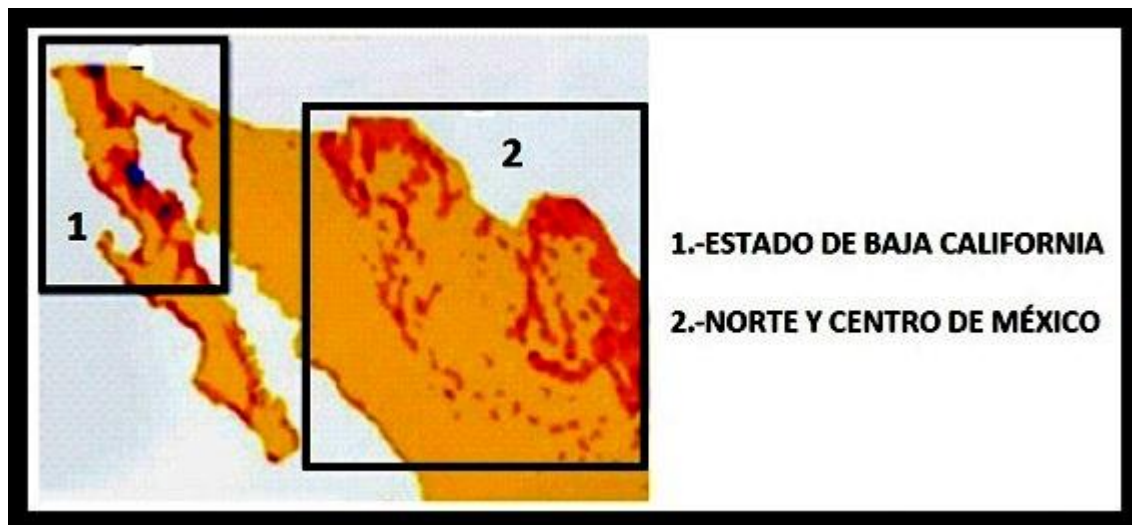 1
2
1.-ESTADO DE BAJA CALIFORNIA
2.-NORTE Y CENTRO DE MÉXICO